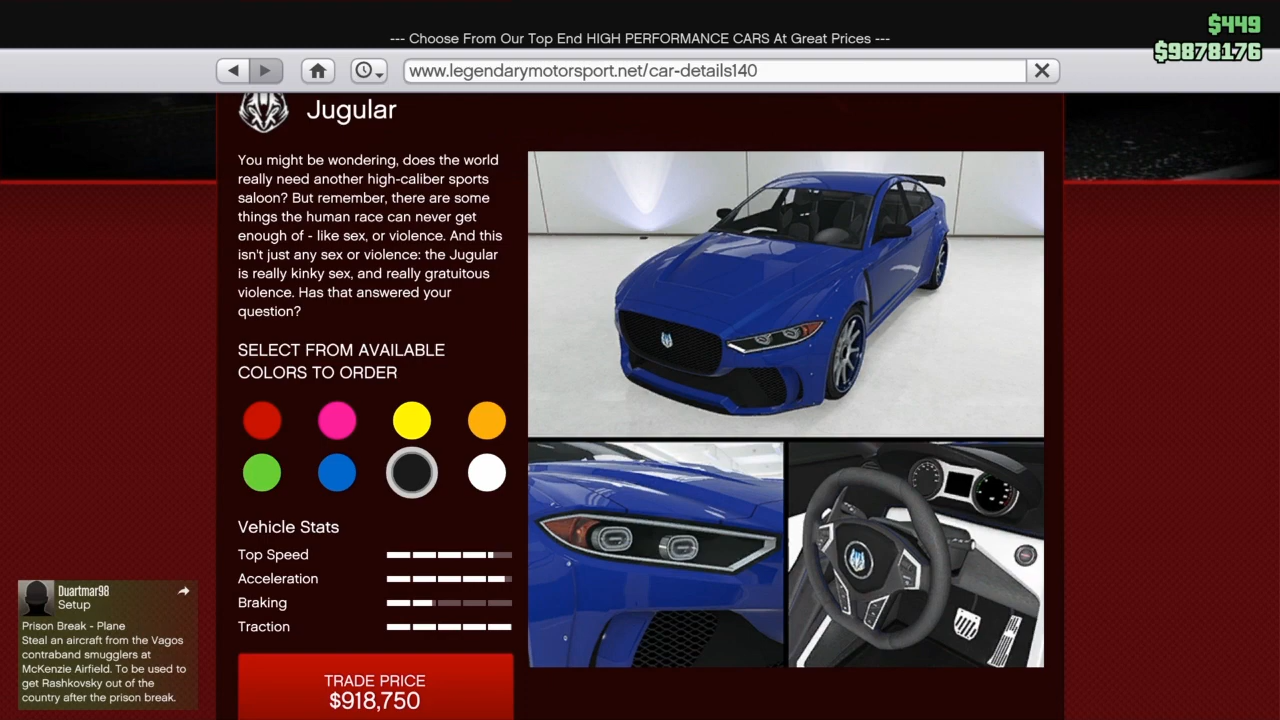 --- Choose From Our Top End HIGH PERFORMANCE CARS At Great Prices ---
$449
$9878176
www.legendarymotorsport.net/car-details140
Jugular
You might be wondering, does the world
really need another high-caliber sports
saloon? But remember, there are some
things the human race can never get
enough of - like sex, or violence. And this
isn't just any sex or violence: the Jugular
is really kinky sex, and really gratuitous
violence. Has that answered your
question?
SELECT FROM AVAILABLE
COLORS TO ORDER
Vehicle Stats
Top Speed
Acceleration
Braking
Traction
TRADE PRICE
$918,750
Duartmar98
Setup
Prison Break - Plane
Steal an aircraft from the Vagos
contraband smugglers at
McKenzie Airfield. To be used to
get Rashkovsky out of the
country after the prison break.